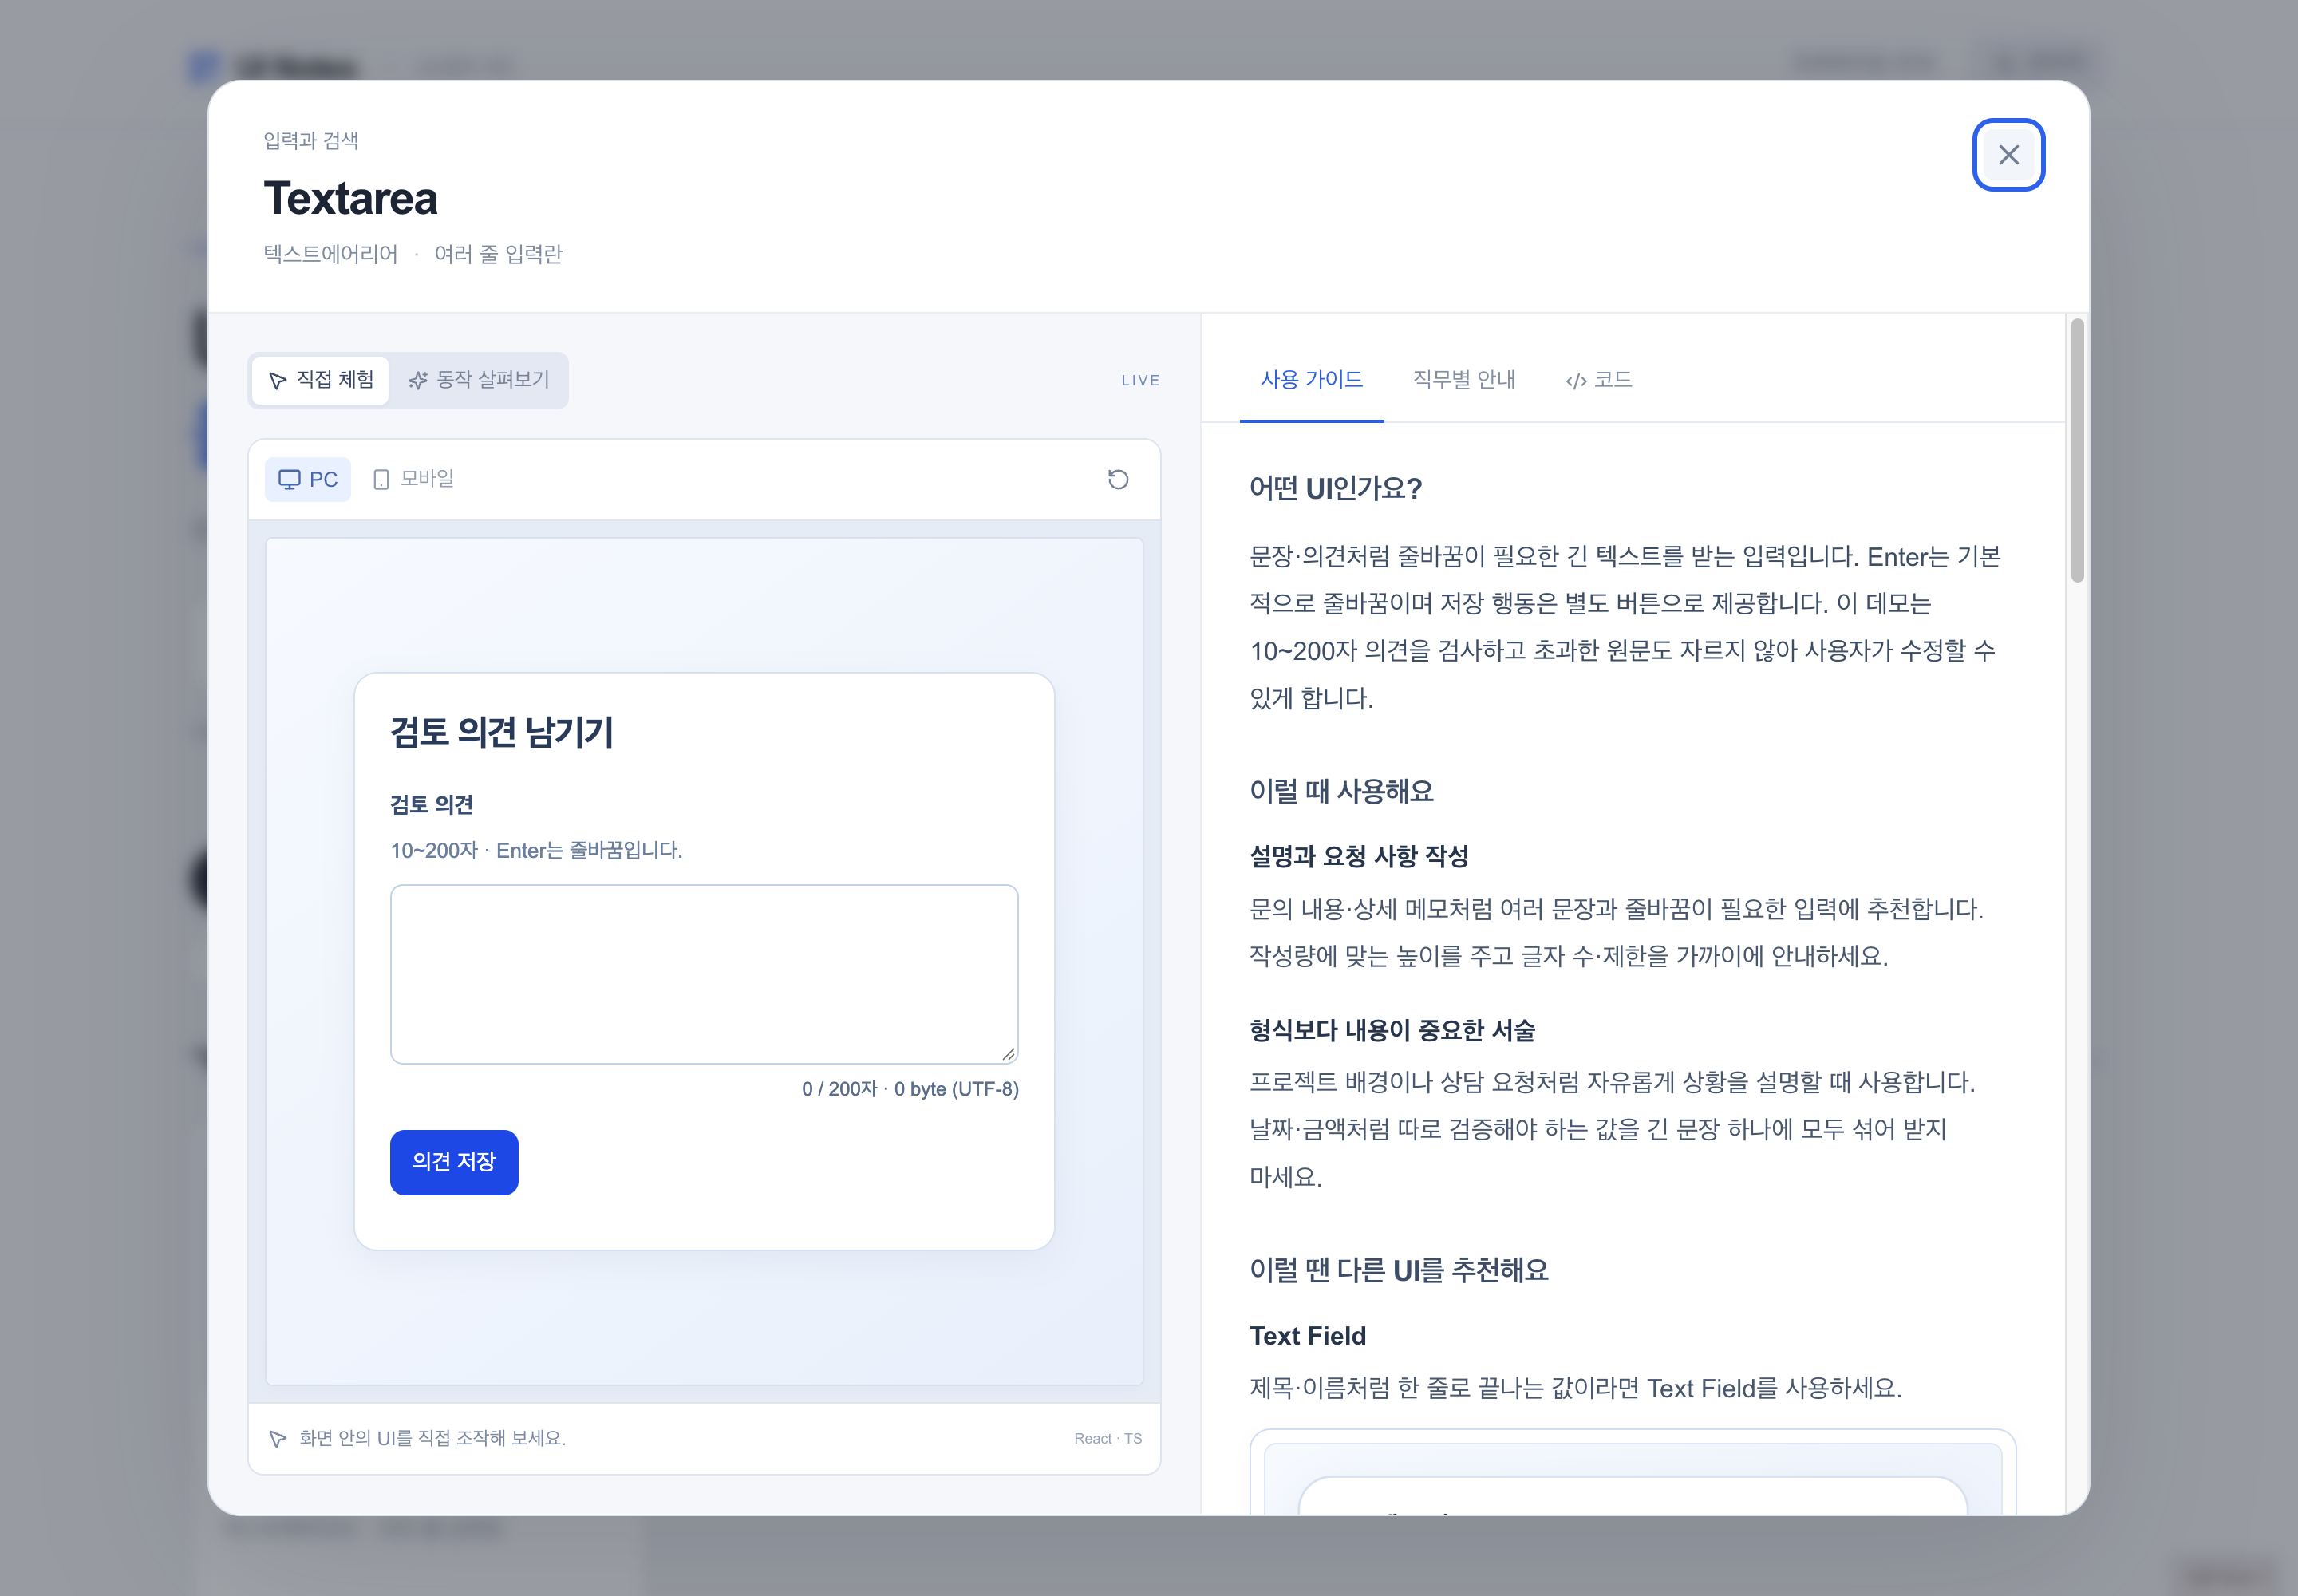 UI Notes
입력과 검색
Textarea
텍스트에어리어 · 여러 줄 입력란
직접 체험
동작 살펴보기
LIVE
PC
모바일
검토 의견 남기기
검토 의견
10~200자 · Enter는 줄바꿈입니다.
0 / 200자 · 0 byte (UTF-8)
의견 저장
화면 안의 UI를 직접 조작해 보세요.
React · TS
사용 가이드
직무별 안내
</> 코드
어떤 UI인가요?
문장·의견처럼 줄바꿈이 필요한 긴 텍스트를 받는 입력입니다. Enter는 기본
적으로 줄바꿈이며 저장 행동은 별도 버튼으로 제공합니다. 이 데모는
10~200자 의견을 검사하고 초과한 원문도 자르지 않아 사용자가 수정할 수
있게 합니다.
이럴 때 사용해요
설명과 요청 사항 작성
문의 내용·상세 메모처럼 여러 문장과 줄바꿈이 필요한 입력에 추천합니다.
작성량에 맞는 높이를 주고 글자 수·제한을 가까이에 안내하세요.
형식보다 내용이 중요한 서술
프로젝트 배경이나 상담 요청처럼 자유롭게 상황을 설명할 때 사용합니다.
날짜·금액처럼 따로 검증해야 하는 값을 긴 문장 하나에 모두 섞어 받지
마세요.
이럴 땐 다른 UI를 추천해요
Text Field
제목·이름처럼 한 줄로 끝나는 값이라면 Text Field를 사용하세요.